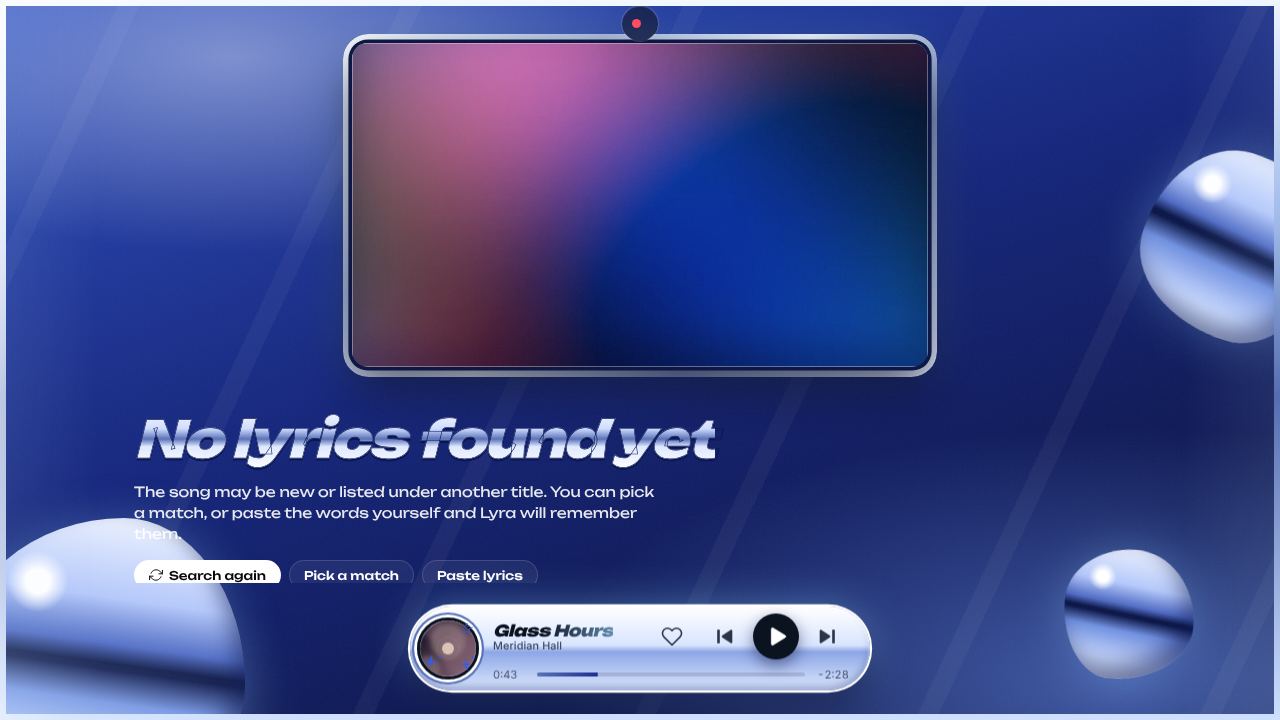 No lyrics found yet
The song may be new or listed under another title. You can pick
a match, or paste the words yourself and Lyra will remember
them.
Search again
Pick a match
Paste lyrics
Glass Hours
Meridian Hall
0:43
-2:28